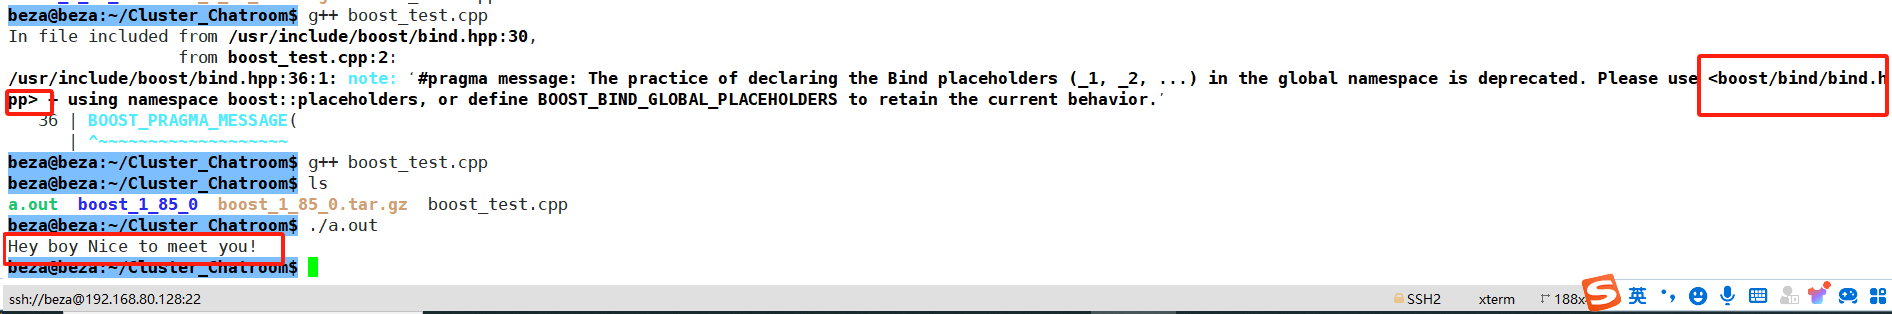 beza@beza:~/Cluster_Chatroom$ g++ boost_test.cpp
In file included from /usr/include/boost/bind.hpp:30,
                 from boost_test.cpp:2:
/usr/include/boost/bind.hpp:36:1: note: ‘#pragma message: The practice of declaring the Bind placeholders (_1, _2, ...) in the global namespace is deprecated. Please use <boost/bind/bind.h
pp> + using namespace boost::placeholders, or define BOOST_BIND_GLOBAL_PLACEHOLDERS to retain the current behavior.’
   36 | BOOST_PRAGMA_MESSAGE(
      | ^~~~~~~~~~~~~~~~~~~~
beza@beza:~/Cluster_Chatroom$ g++ boost_test.cpp
beza@beza:~/Cluster_Chatroom$ ls
a.out  boost_1_85_0  boost_1_85_0.tar.gz  boost_test.cpp
beza@beza:~/Cluster_Chatroom$ ./a.out
Hey boy Nice to meet you!
beza@beza:~/Cluster_Chatroom$
ssh://beza@192.168.80.128:22 SSH2 xterm 188x S 英